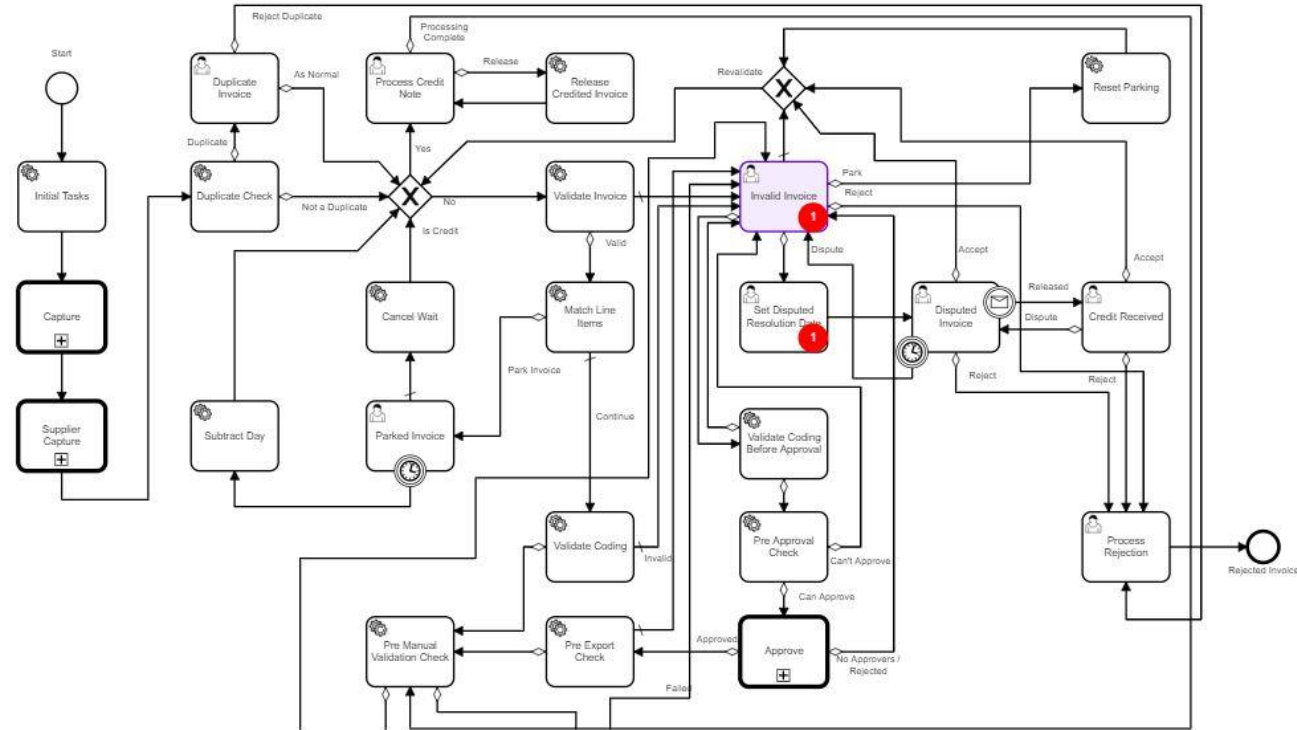 Reject Duplicate
Processing
Complete
Start
Duplicate
Invoice
As Normal
Process Credit
Note
Release
Release
Credited Invoice
Revalidate
X
Reset Parking
Duplicate
Yes
Initial Tasks
Duplicate Check
Not a Duplicate
X
No
Validate Invoice
Invalid Invoice
1
Park
Reject
Is Credit
Valid
Dispute
Accept
Accept
Capture
Cancel Wait
Match Line
Items
Set Disputed
Resolution Date
1
Disputed
Invoice
Released
Dispute
Credit Received
Park Invoice
Reject
Reject
Supplier
Capture
Subtract Day
Parked Invoice
Continue
Validate Coding
Before Approval
Validate Coding
Invalid
Pre Approval
Check
Can't Approve
Process
Rejection
Rejected Invoice
Can Approve
Pre Manual
Validation Check
Pre Export
Check
Approved
Approve
No Approvers /
Rejected
Failed